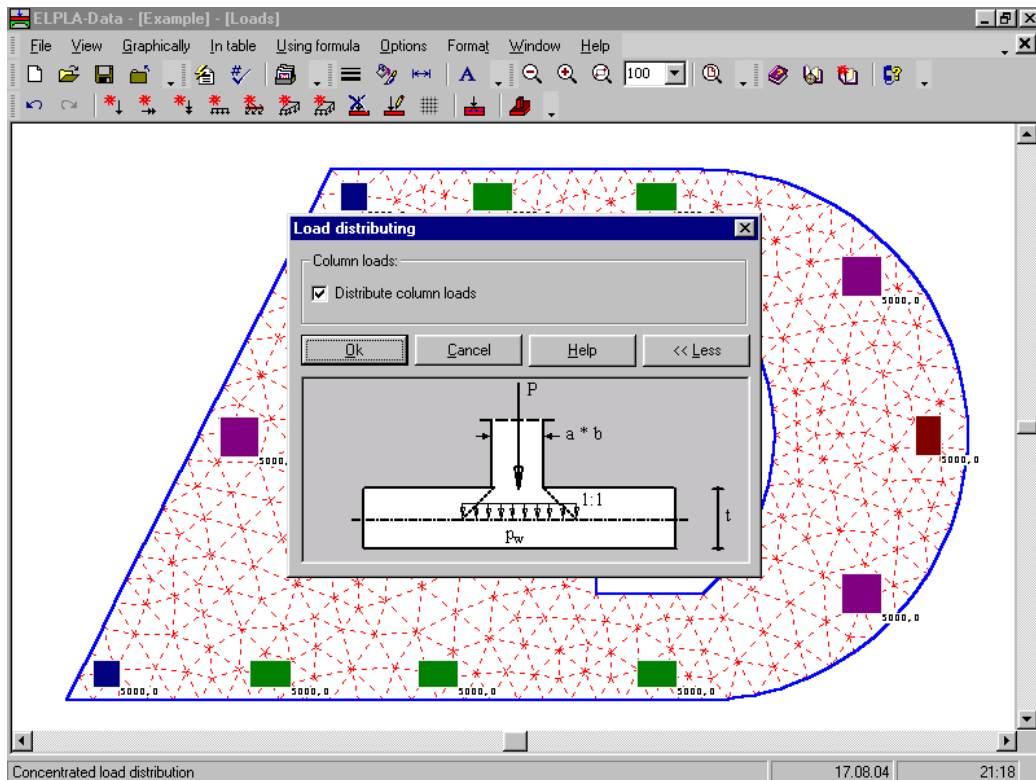 ELPLA-Data - [Example] - [Loads]
File View Graphically In table Using formula Options Format Window Help
100
Load distributing
Column loads:
Distribute column loads
Ok Cancel Help << Less
P
a * b
1:1
t
pw
5000,0
5000,0
5000,0
5000,0
5000,0
5000,0
5000,0
5000,0
Concentrated load distribution 17.08.04 21:18